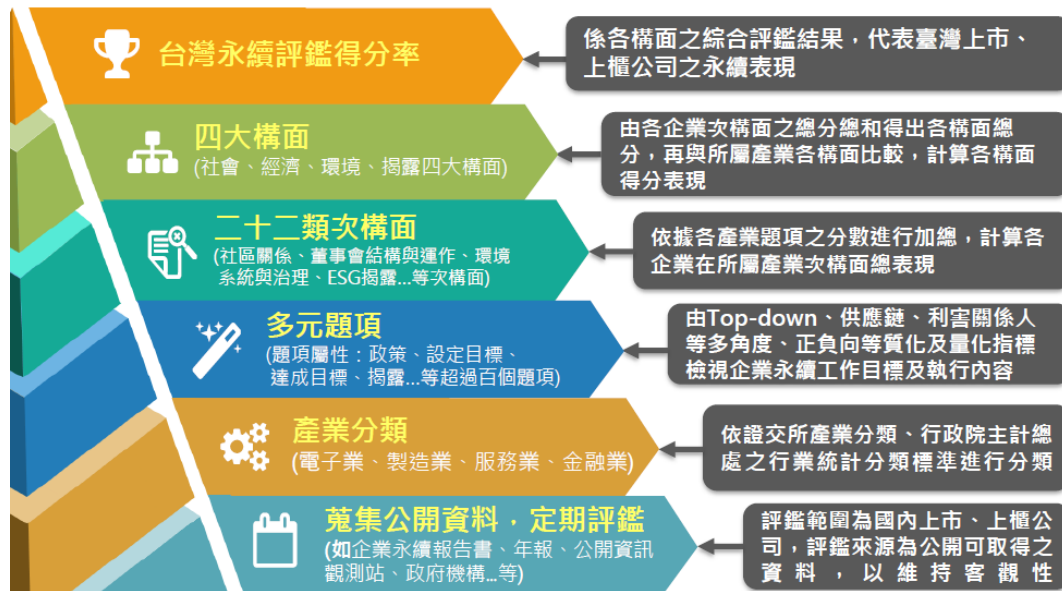 台灣永續評鑑得分率
係各構面之綜合評鑑結果，代表臺灣上市、
上櫃公司之永續表現
四大構面
(社會、經濟、環境、揭露四大構面)
由各企業次構面之總分總和得出各構面總
分，再與所屬產業各構面比較，計算各構面
得分表現
二十二類次構面
(社區關係、董事會結構與運作、環境
系統與治理、ESG揭露…等次構面)
依據各產業題項之分數進行加總，計算各
企業在所屬產業次構面總表現
多元題項
(題項屬性：政策、設定目標、
達成目標、揭露…等超過百個題項)
由Top-down、供應鏈、利害關係人
等多角度、正負向等質化及量化指標
檢視企業永續工作目標及執行內容
產業分類
(電子業、製造業、服務業、金融業)
依證交所產業分類、行政院主計總
處之行業統計分類標準進行分類
蒐集公開資料，定期評鑑
(如企業永續報告書、年報、公開資訊
觀測站、政府機構…等)
評鑑範圍為國內上市、上櫃公
司，評鑑來源為公開可取得之
資料，以維持客觀性